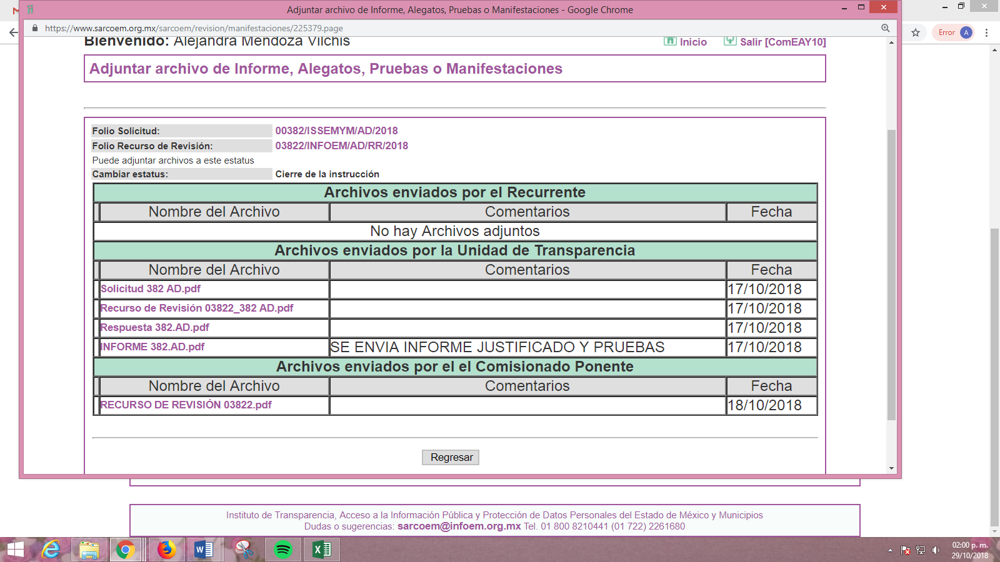 Adjuntar archivo de Informe, Alegatos, Pruebas o Manifestaciones - Google Chrome
https://www.sarcoem.org.mx/sarcoem/revision/manifestaciones/225379.page
Error A
Bienvenido: Alejandra Mendoza Vilchis
Inicio Salir [ComEAY10]
Adjuntar archivo de Informe, Alegatos, Pruebas o Manifestaciones
Folio Solicitud: 00382/ISSEMYM/AD/2018
Folio Recurso de Revisión: 03822/INFOEM/AD/RR/2018
Puede adjuntar archivos a este estatus
Cambiar estatus: Cierre de la instrucción
Archivos enviados por el Recurrente
Nombre del Archivo Comentarios Fecha
No hay Archivos adjuntos
Archivos enviados por la Unidad de Transparencia
Nombre del Archivo Comentarios Fecha
Solicitud 382 AD.pdf 17/10/2018
Recurso de Revisión 03822_382 AD.pdf 17/10/2018
Respuesta 382.AD.pdf 17/10/2018
INFORME 382.AD.pdf SE ENVIA INFORME JUSTIFICADO Y PRUEBAS 17/10/2018
Archivos enviados por el el Comisionado Ponente
Nombre del Archivo Comentarios Fecha
RECURSO DE REVISIÓN 03822.pdf 18/10/2018
Regresar
Instituto de Transparencia, Acceso a la Información Pública y Protección de Datos Personales del Estado de México y Municipios
Dudas o sugerencias: sarcoem@infoem.org.mx Tel. 01 800 8210441 (01 722) 2261680
02:00 p. m.
29/10/2018